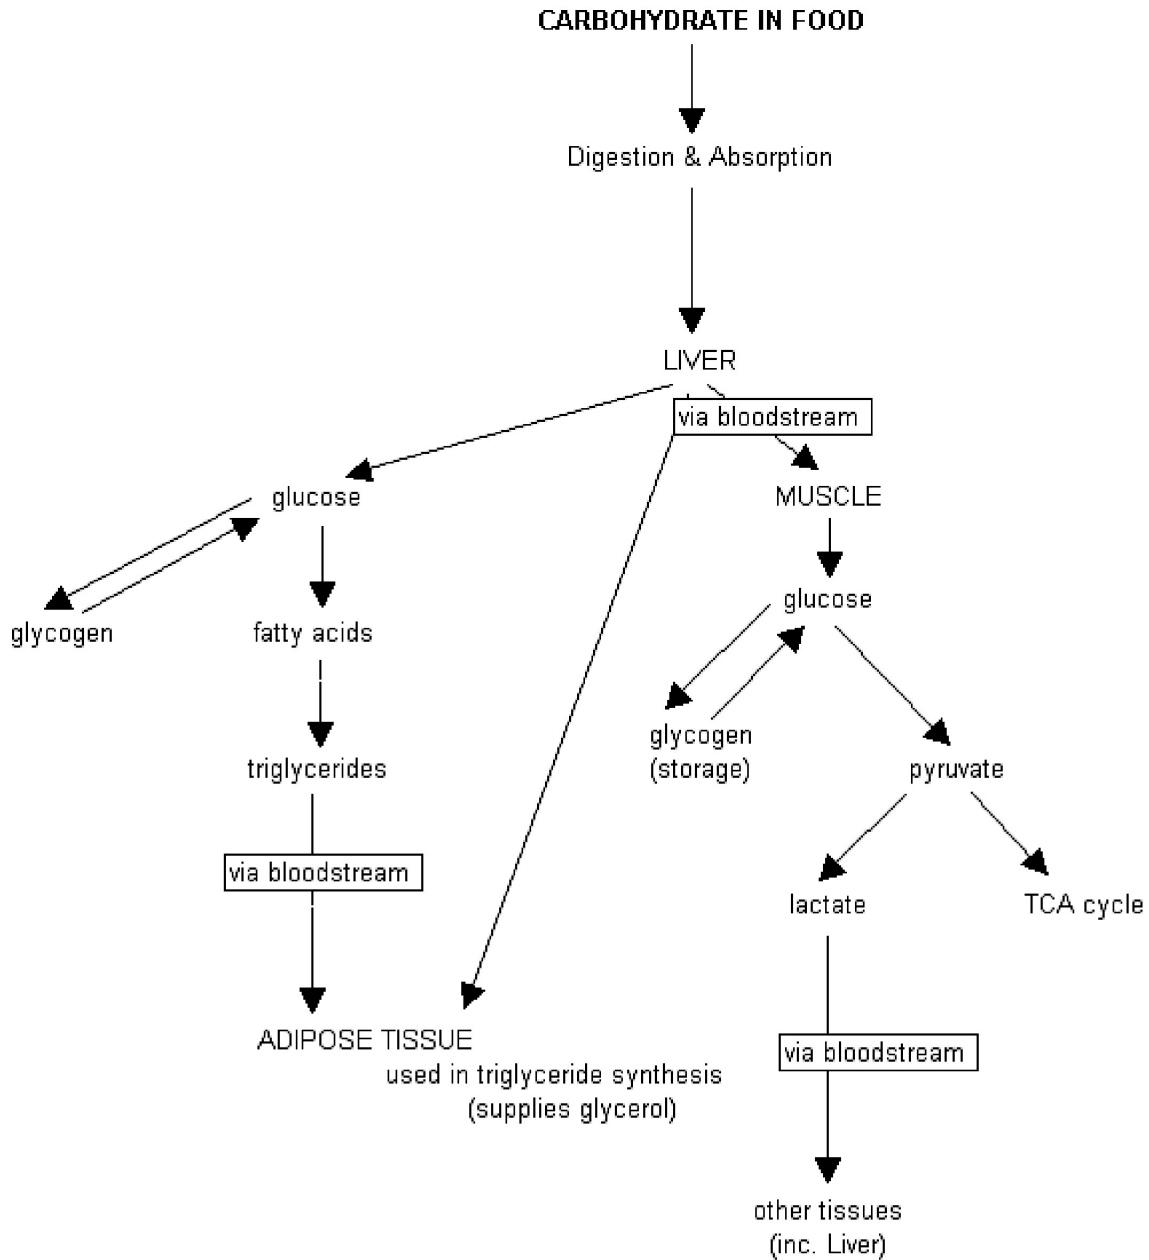 CARBOHYDRATE IN FOOD
Digestion & Absorption
LIVER
via bloodstream
glucose
MUSCLE
glucose
glycogen
fatty acids
glycogen
(storage)
triglycerides
pyruvate
via bloodstream
lactate
TCA cycle
ADIPOSE TISSUE
used in triglyceride synthesis
(supplies glycerol)
via bloodstream
other tissues
(inc. Liver)